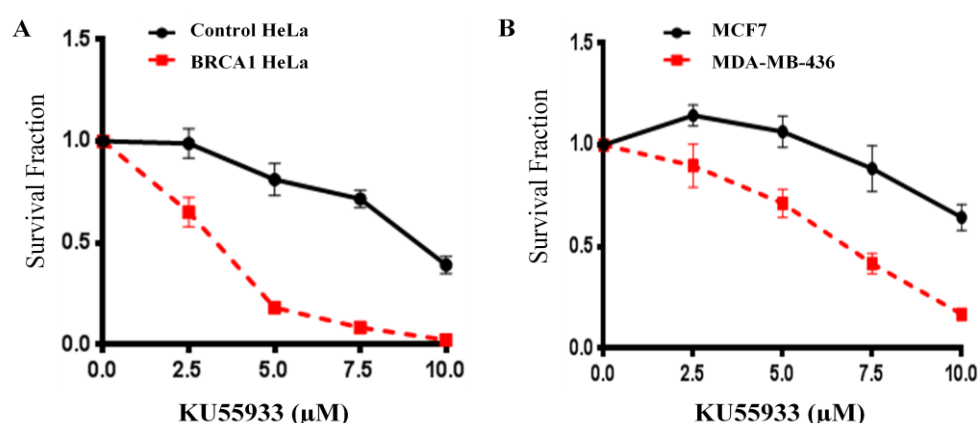 A
Control HeLa
BRCA1 HeLa
1.5
1.0
0.5
0.0
Survival Fraction
0.0 2.5 5.0 7.5 10.0
KU55933 (µM)
B
MCF7
MDA-MB-436
1.5
1.0
0.5
0.0
Survival Fraction
0.0 2.5 5.0 7.5 10.0
KU55933 (µM)